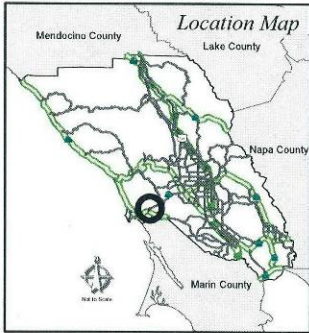 Location Map
Mendocino County
Lake County
Napa County
Not to Scale
Marin County